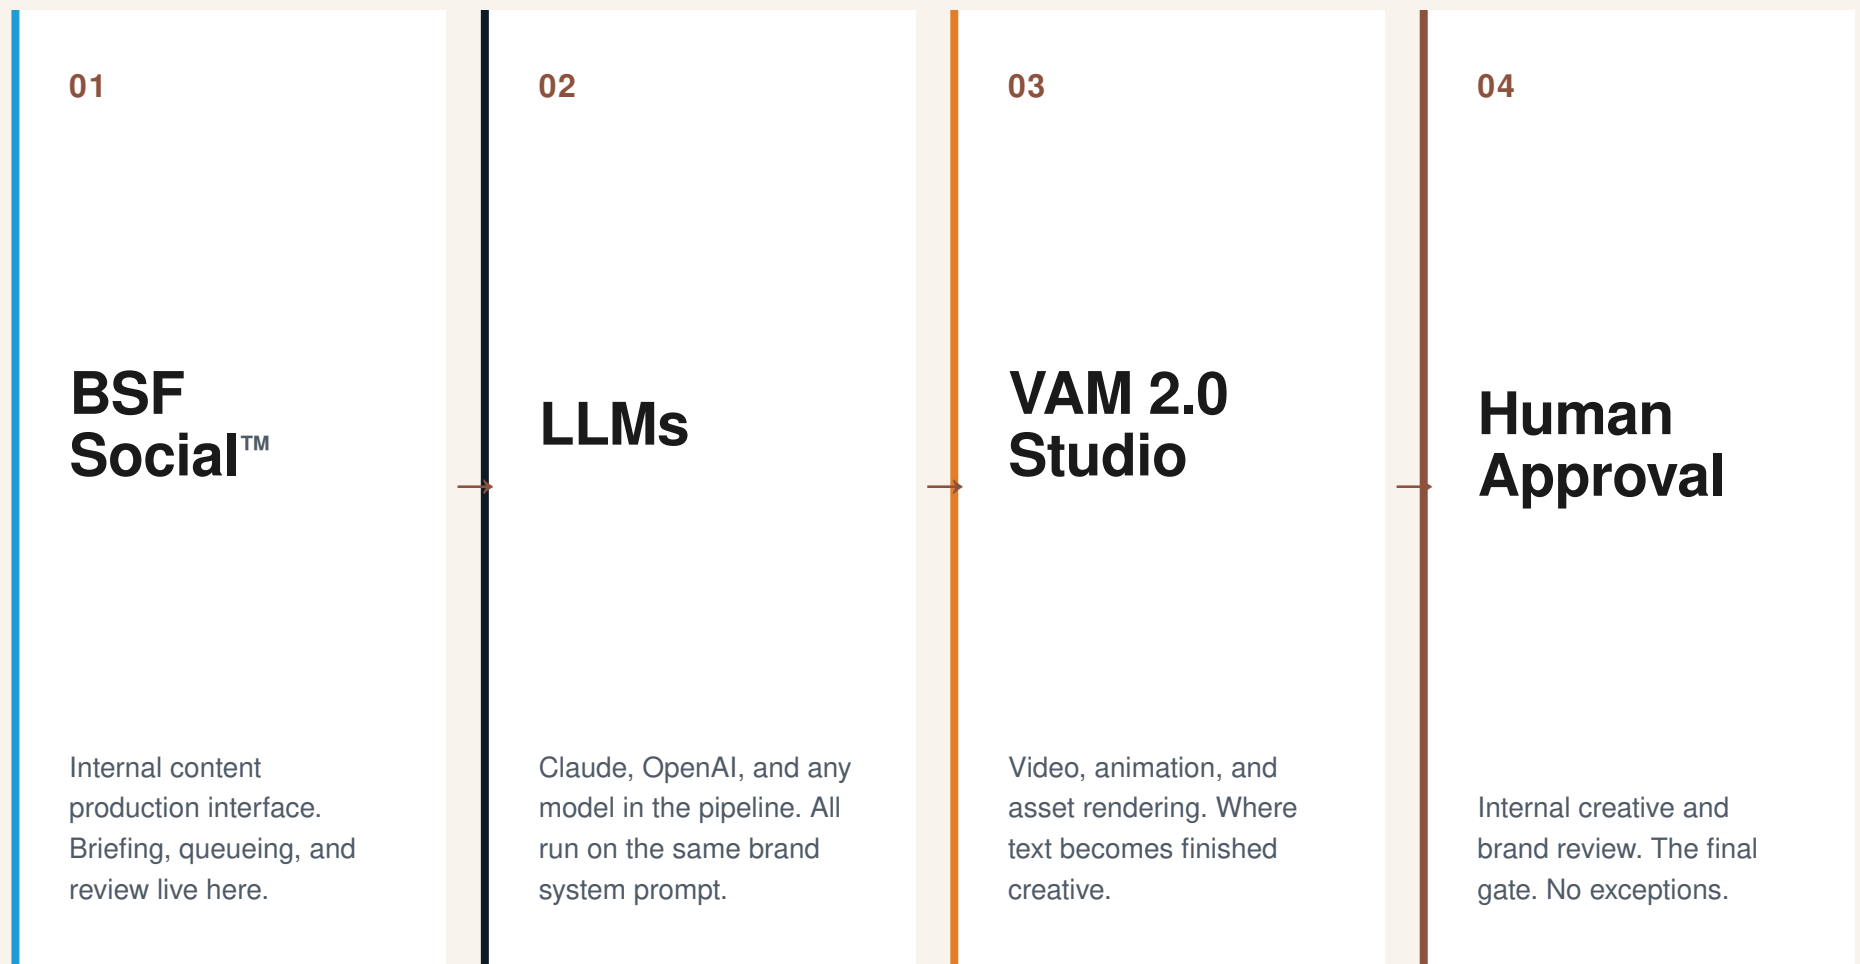 01
BSF
Social™
Internal content
production interface.
Briefing, queueing, and
review live here.
→
02
LLMs
Claude, OpenAI, and any
model in the pipeline. All
run on the same brand
system prompt.
→
03
VAM 2.0
Studio
Video, animation, and
asset rendering. Where
text becomes finished
creative.
→
04
Human
Approval
Internal creative and
brand review. The final
gate. No exceptions.